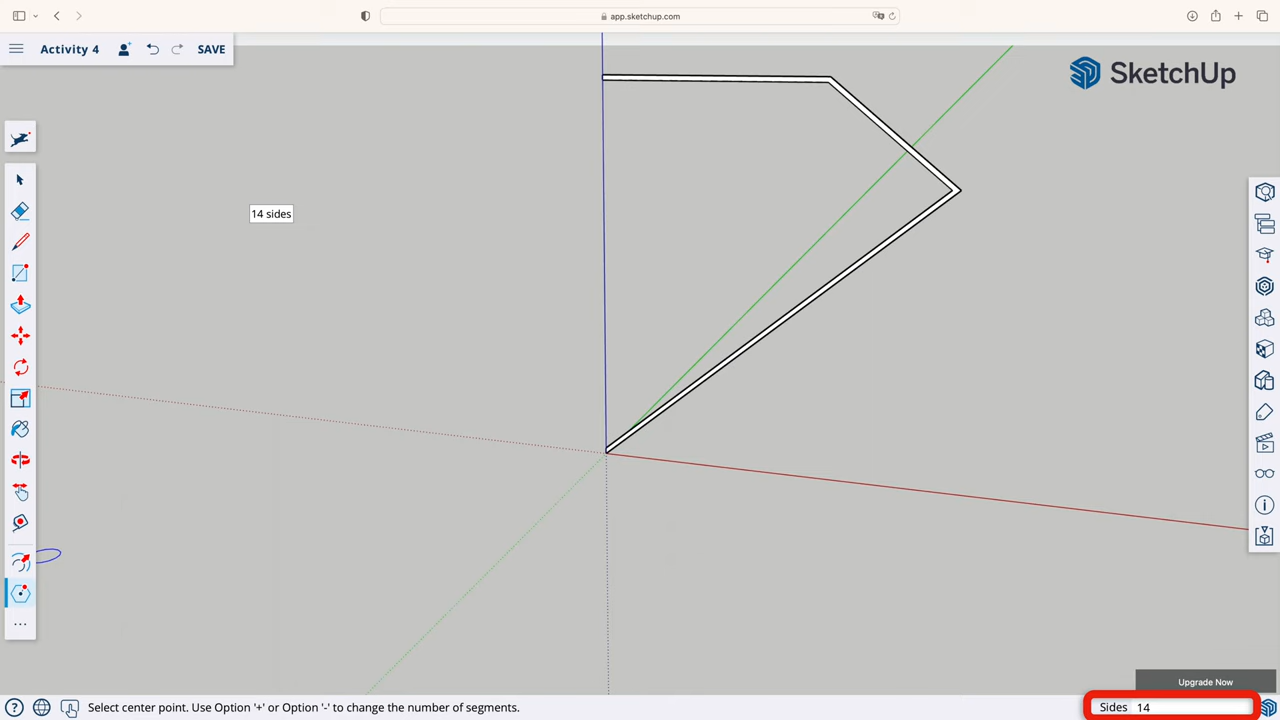 app.sketchup.com
Activity 4
SAVE
SketchUp
14 sides
Upgrade Now
Select center point. Use Option '+' or Option '-' to change the number of segments.
Sides 14